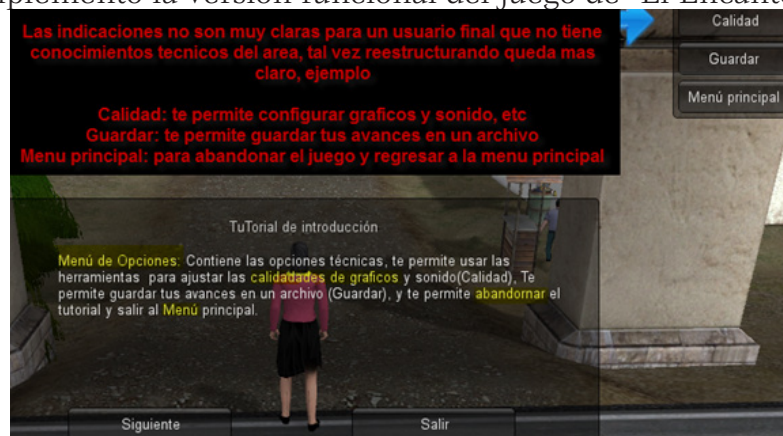 Las indicaciones no son muy claras para un usuario final que no tiene
conocimientos tecnicos del area, tal vez reestructurando queda mas
claro, ejemplo
Calidad: te permite configurar graficos y sonido, etc
Guardar: te permite guardar tus avances en un archivo
Menu principal: para abandonar el juego y regresar a la menu principal
Calidad
Guardar
Menú principal
TuTorial de introducción
Menú de Opciones: Contiene las opciones técnicas, te permite usar las
herramientas para ajustar las calidatdades de graficos y sonido(Calidad), Te
permite guardar tus avances en un archivo (Guardar), y te permite abandornar el
tutorial y salir al Menú principal.
Siguiente
Salir